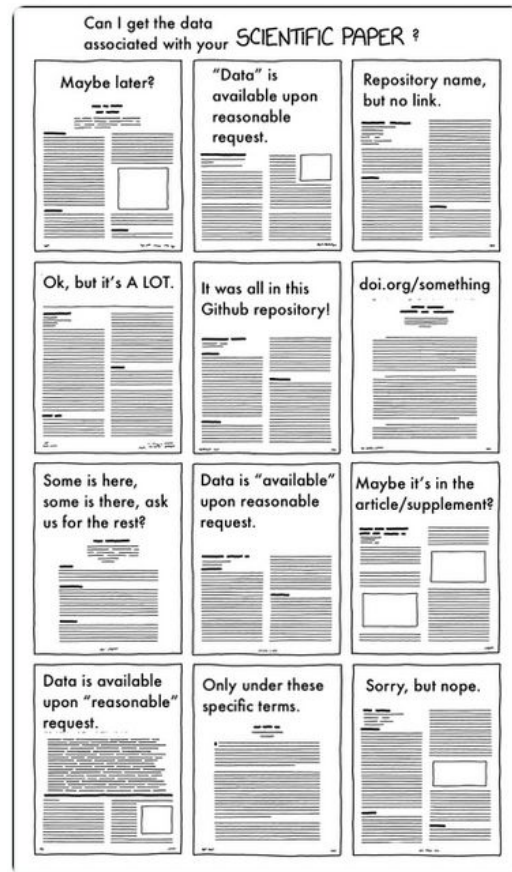 Can I get the data
associated with your SCIENTIFIC PAPER?
Maybe later?
“Data” is
available upon
reasonable
request.
Repository name,
but no link.
Ok, but it’s A LOT.
It was all in this
Github repository!
doi.org/something
Some is here,
some is there, ask
us for the rest?
Data is “available”
upon reasonable
request.
Maybe it’s in the
article/supplement?
Data is available
upon “reasonable”
request.
Only under these
specific terms.
Sorry, but nope.